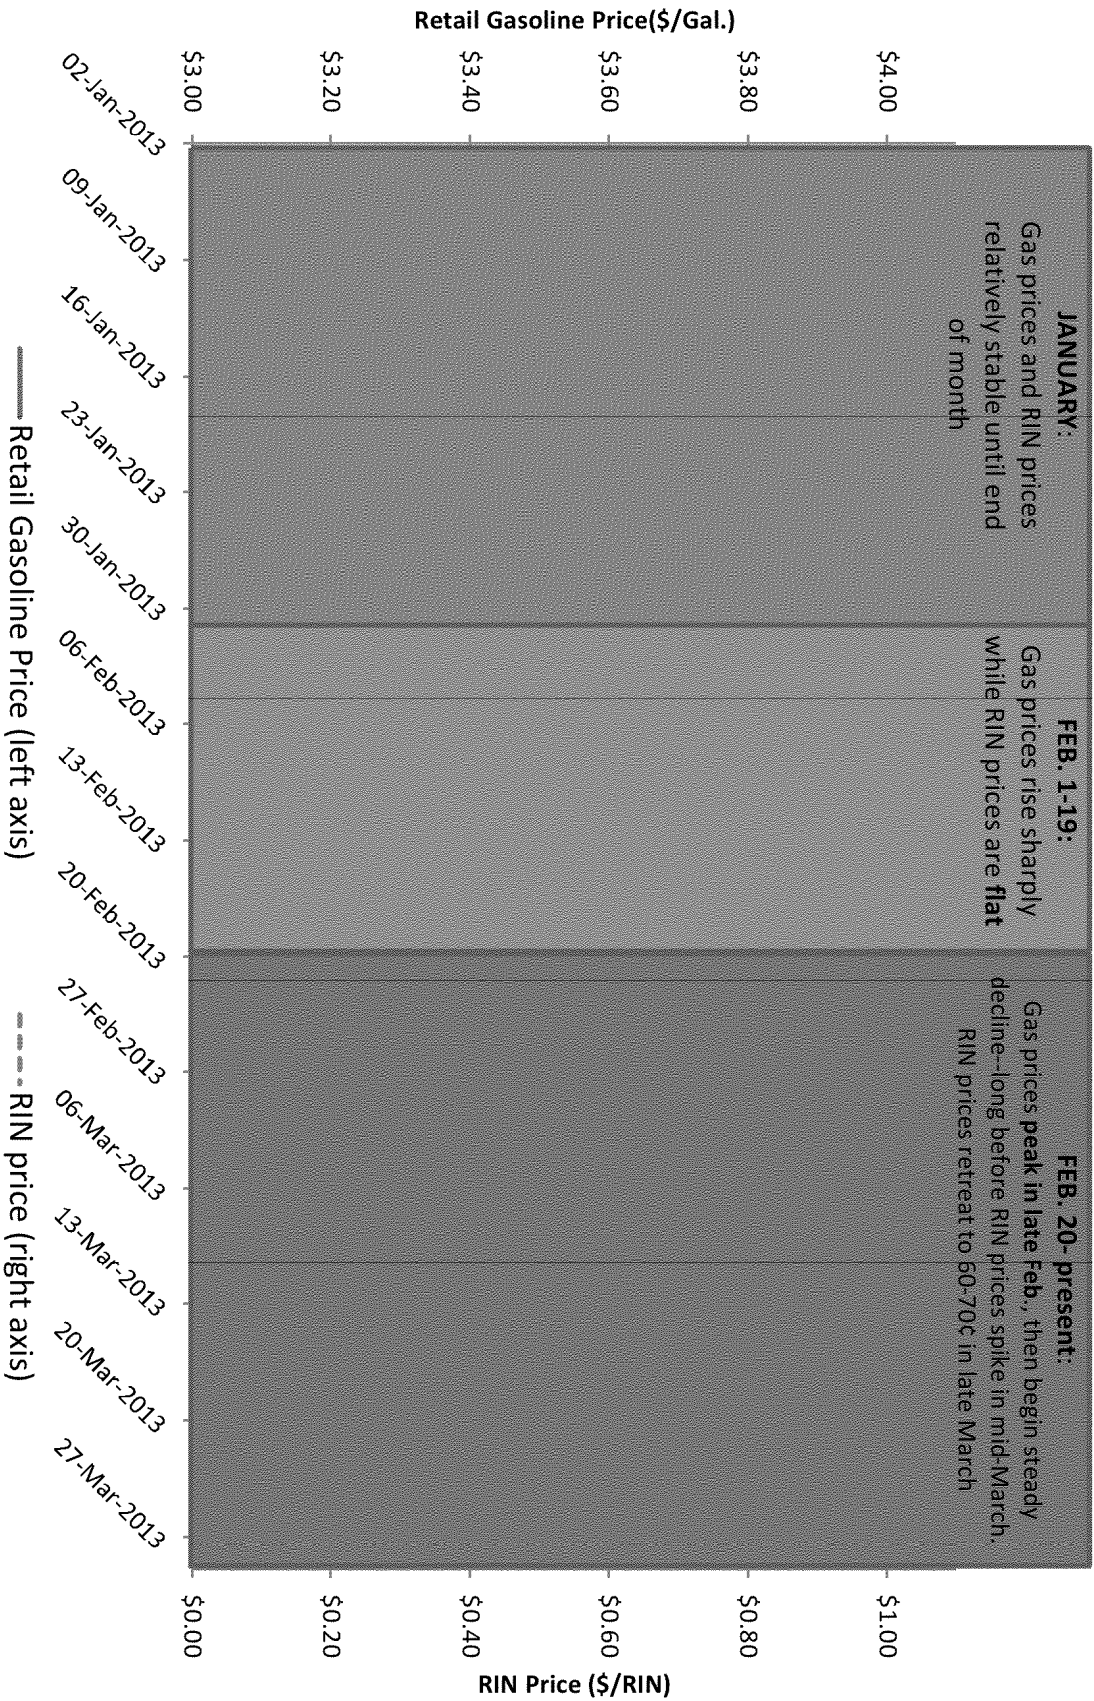 JANUARY:
Gas prices and RIN prices
relatively stable until end
of month
FEB. 1-19:
Gas prices rise sharply
while RIN prices are flat
FEB. 20- present:
Gas prices peak in late Feb., then begin steady
decline--long before RIN prices spike in mid-March.
RIN prices retreat to 60-70¢ in late March
Retail Gasoline Price($/Gal.)
$4.00
$3.80
$3.60
$3.40
$3.20
$3.00
$1.00
$0.80
$0.60
$0.40
$0.20
$0.00
RIN Price ($/RIN)
02-Jan-2013
09-Jan-2013
16-Jan-2013
23-Jan-2013
30-Jan-2013
06-Feb-2013
13-Feb-2013
20-Feb-2013
27-Feb-2013
06-Mar-2013
13-Mar-2013
20-Mar-2013
27-Mar-2013
Retail Gasoline Price (left axis)
RIN price (right axis)